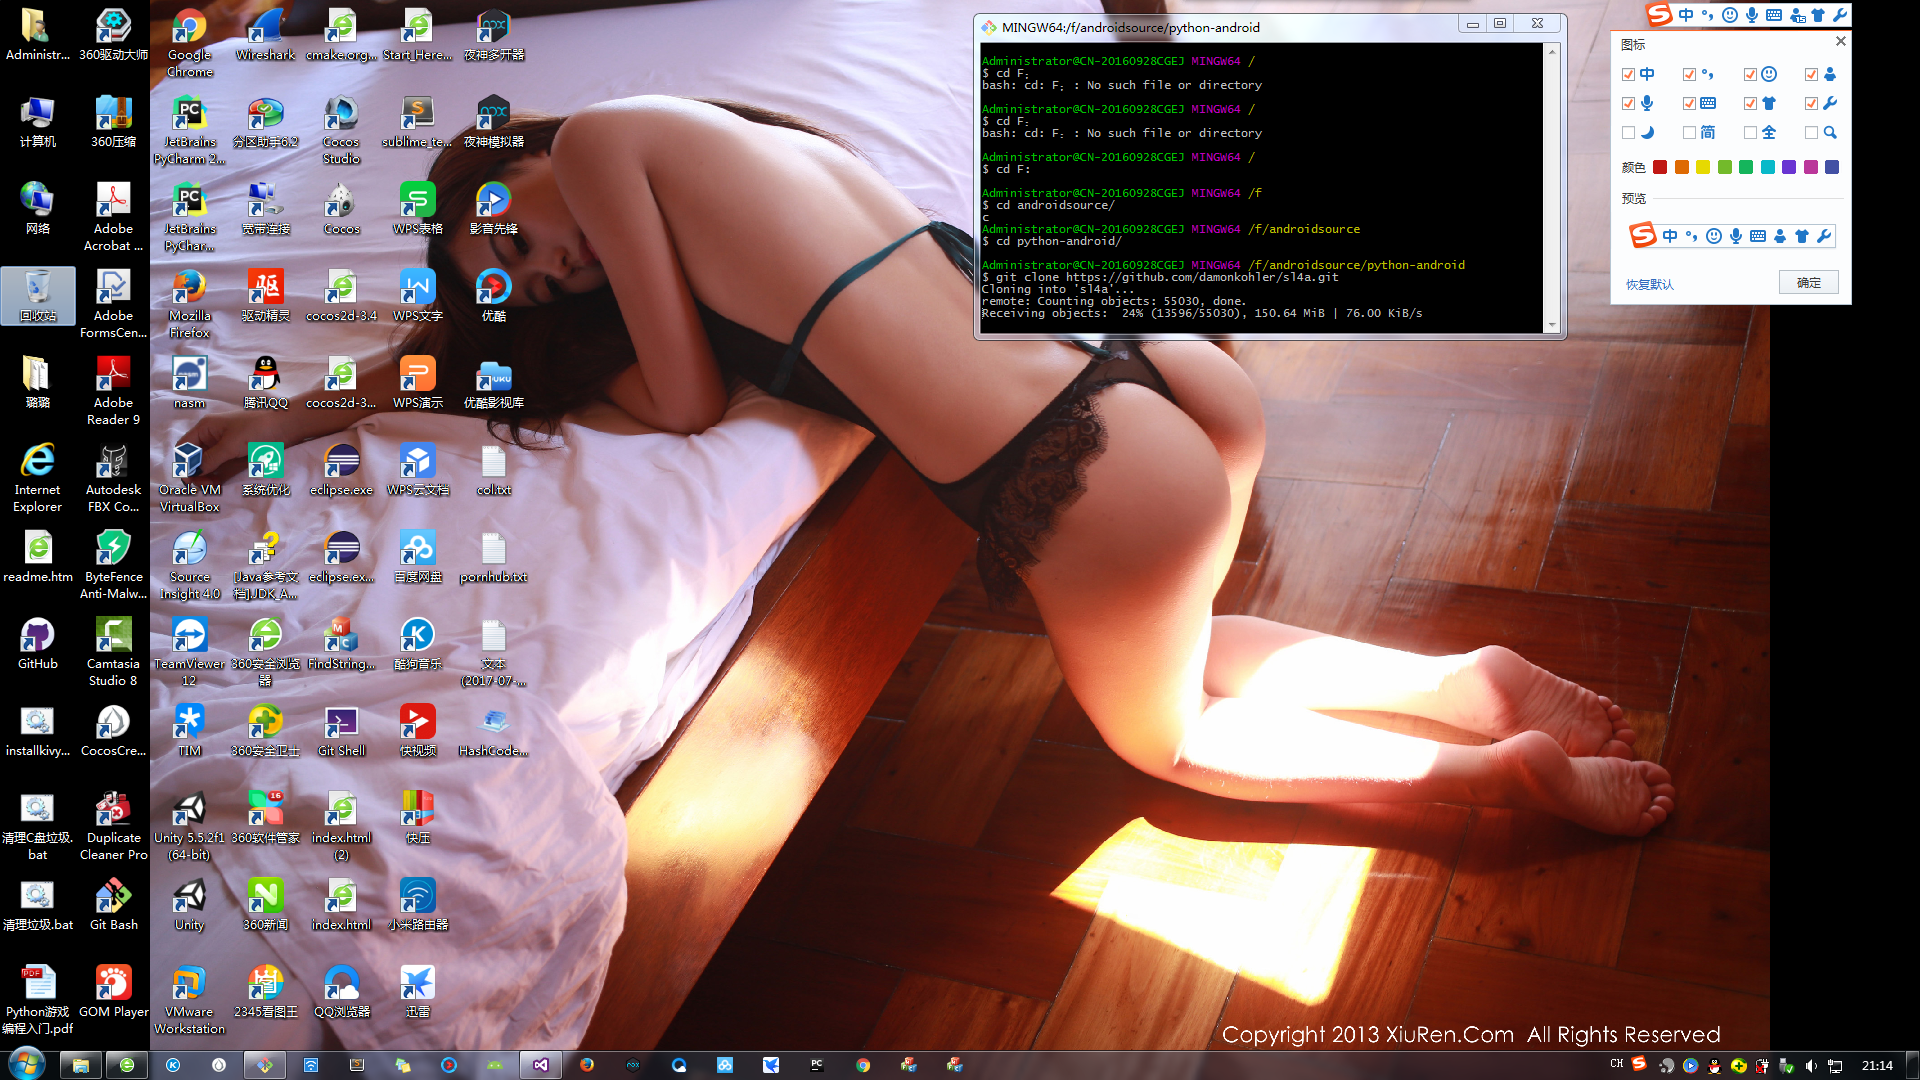 Administr...
360驱动大师
Google
Chrome
Wireshark
cmake.org...
Start_Here...
夜神多开器
计算机
360压缩
JetBrains
PyCharm 2...
分区助手6.2
Cocos
Studio
sublime_te...
夜神模拟器
网络
Adobe
Acrobat ...
JetBrains
PyChar...
宽带连接
Cocos
WPS表格
影音先锋
回收站
Adobe
FormsCen...
Mozilla
Firefox
驱动精灵
cocos2d-3.4
WPS文字
优酷
璐璐
Adobe
Reader 9
nasm
腾讯QQ
cocos2d-3...
WPS演示
优酷影视库
Internet
Explorer
Autodesk
FBX Co...
Oracle VM
VirtualBox
系统优化
eclipse.exe
WPS云文档
col.txt
readme.htm
ByteFence
Anti-Malw...
Source
Insight 4.0
[Java参考文
档].JDK_A...
eclipse.ex...
百度网盘
pornhub.txt
GitHub
Camtasia
Studio 8
TeamViewer
12
360安全浏览
器
FindString...
酷狗音乐
文本
(2017-07-...
installkivy...
CocosCre...
TIM
360安全卫士
Git Shell
快视频
HashCode...
清理C盘垃圾.
bat
Duplicate
Cleaner Pro
Unity 5.5.2f1
(64-bit)
360软件管家
index.html
(2)
快压
清理垃圾.bat
Git Bash
Unity
360新闻
index.html
小米路由器
Python游戏
编程入门.pdf
GOM Player
VMware
Workstation
2345看图王
QQ浏览器
迅雷
MINGW64:/f/androidsource/python-android
Administrator@CN-20160928CGEJ MINGW64 /
$ cd F；
bash: cd: F；: No such file or directory
Administrator@CN-20160928CGEJ MINGW64 /
$ cd F；
bash: cd: F；: No such file or directory
Administrator@CN-20160928CGEJ MINGW64 /
$ cd F:
Administrator@CN-20160928CGEJ MINGW64 /f
$ cd androidsource/
c
Administrator@CN-20160928CGEJ MINGW64 /f/androidsource
$ cd python-android/
Administrator@CN-20160928CGEJ MINGW64 /f/androidsource/python-android
$ git clone https://github.com/damonkohler/sl4a.git
Cloning into 'sl4a'...
remote: Counting objects: 55030, done.
Receiving objects:  24% (13596/55030), 150.64 MiB | 76.00 KiB/s
中
图标
中
简 全
颜色
预览
中
恢复默认
确定
Copyright 2013 XiuRen.Com  All Rights Reserved
CH
21:14